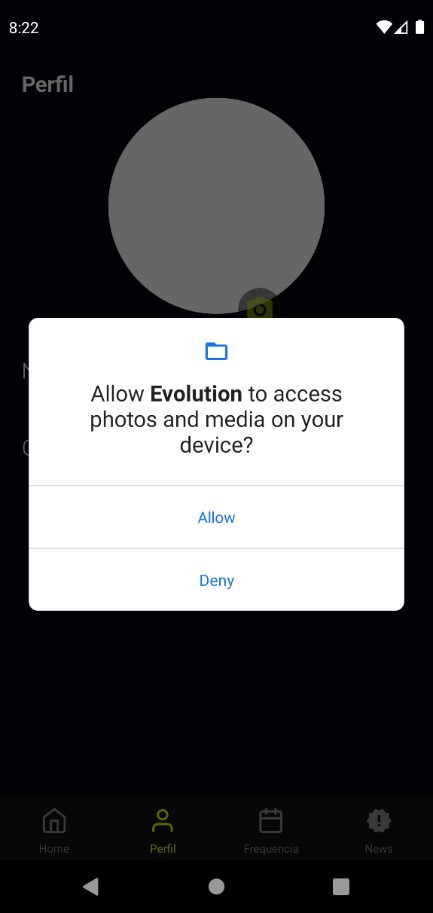 8:22
Perfil
Allow Evolution to access
photos and media on your
device?
Allow
Deny
Home
Perfil
Frequencia
News